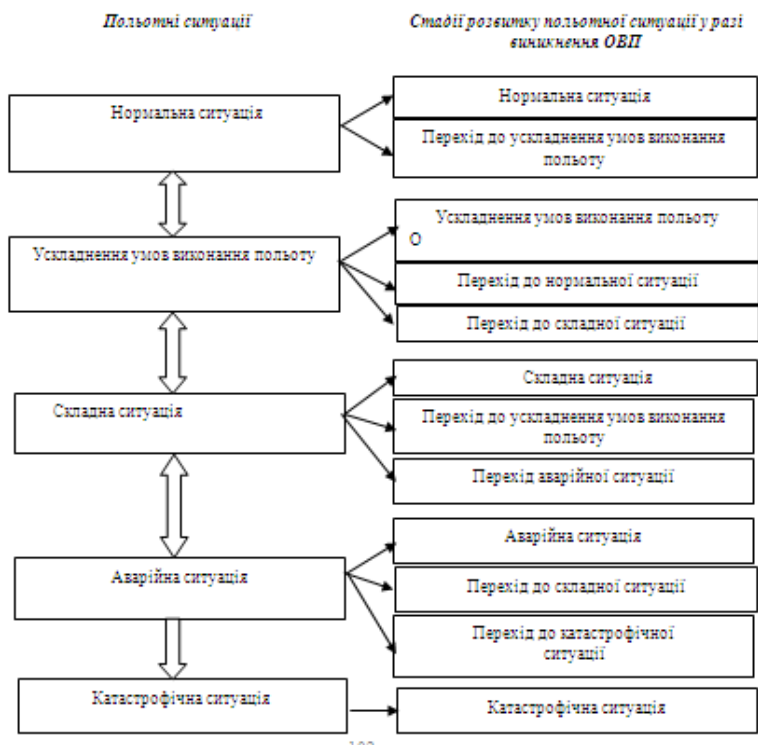 Польотні ситуації
Стадії розвитку польотної ситуації у разі
виникнення ОВП
Нормальна ситуація
Нормальна ситуація
Перехід до ускладнення умов виконання
польоту
Ускладнення умов виконання польоту
Ускладнення умов виконання польоту
О
Перехід до нормальної ситуації
Перехід до складної ситуації
Складна ситуація
Складна ситуація
Перехід до ускладнення умов виконання
польоту
Перехід аварійної ситуації
Аварійна ситуація
Аварійна ситуація
Перехід до складної ситуації
Перехід до катастрофічної
ситуації
Катастрофічна ситуація
Катастрофічна ситуація